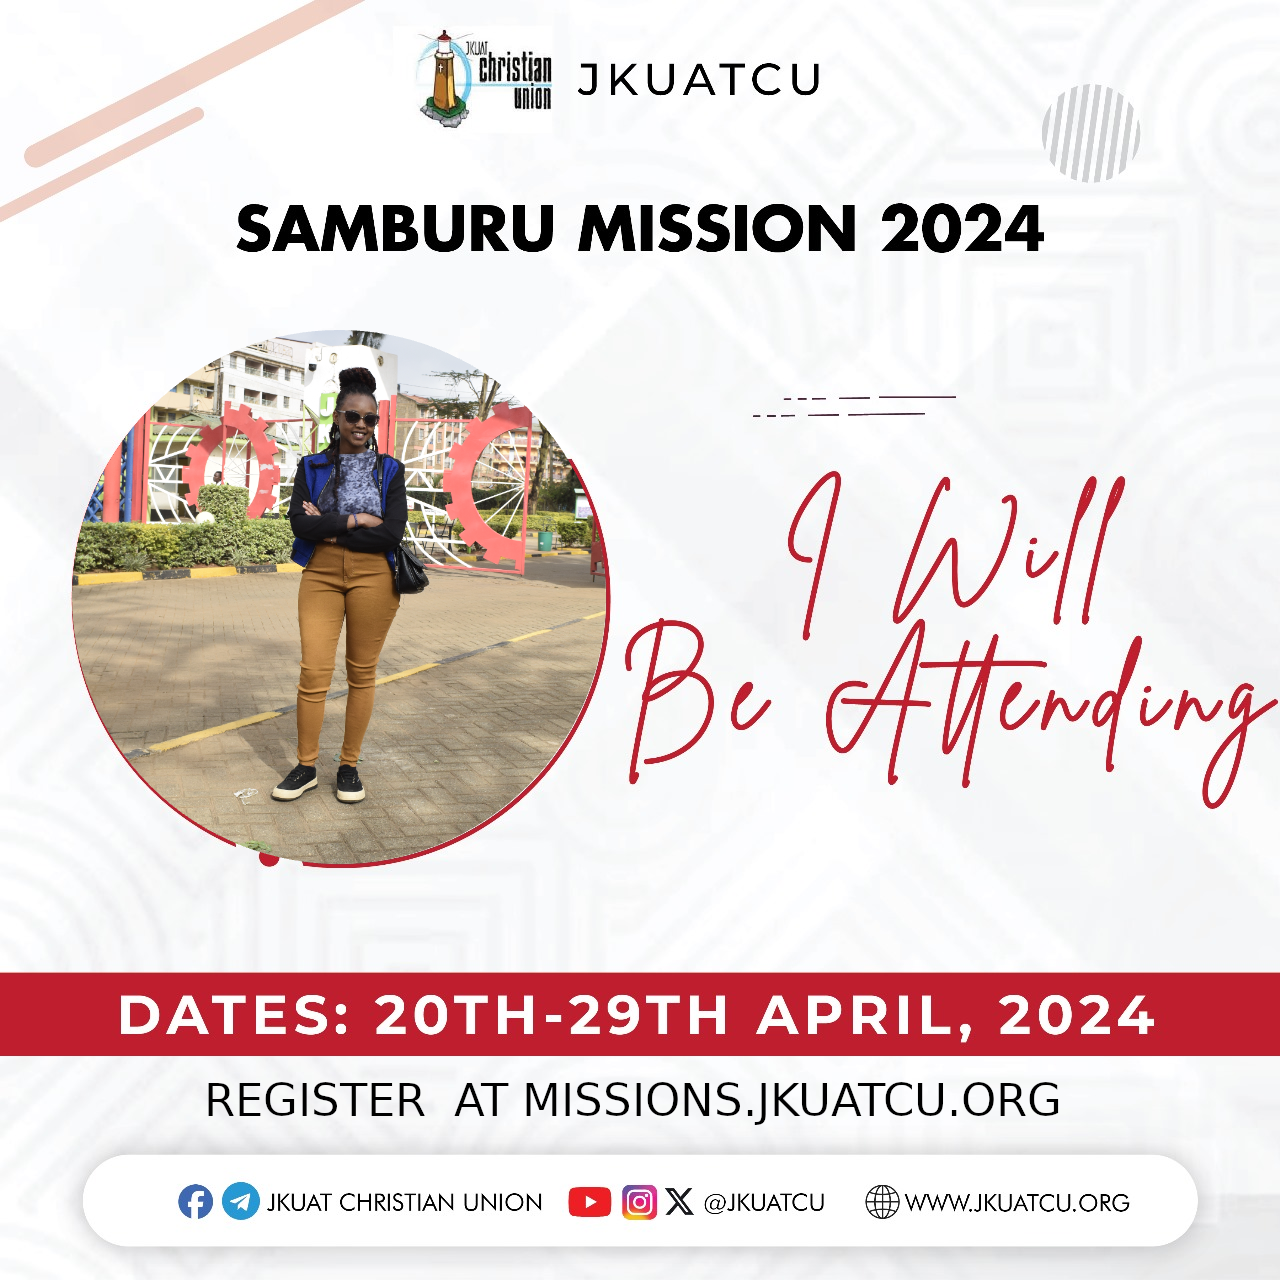 JKUAT
christian
union
JKUATCU
SAMBURU MISSION 2024
I Will
Be Attending
DATES: 20TH-29TH APRIL, 2024
REGISTER AT MISSIONS.JKUATCU.ORG
JKUAT CHRISTIAN UNION @JKUATCU WWW.JKUATCU.ORG